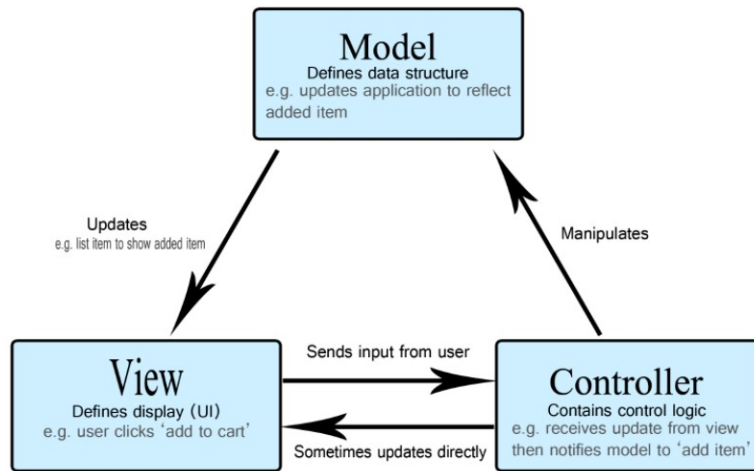 Model
Defines data structure
e.g. updates application to reflect
added item
Updates
e.g. list item to show added item
Manipulates
View
Defines display (UI)
e.g. user clicks ‘add to cart’
Sends input from user
Sometimes updates directly
Controller
Contains control logic
e.g. receives update from view
then notifies model to ‘add item’